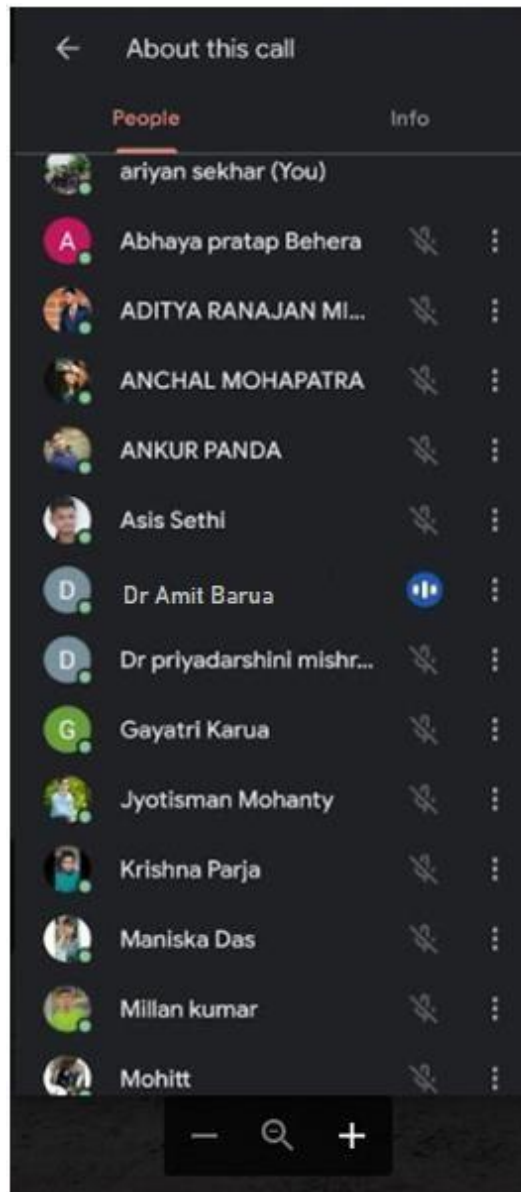 About this call
People Info
ariyan sekhar (You)
A Abhaya pratap Behera
ADITYA RANAJAN MI...
ANCHAL MOHAPATRA
ANKUR PANDA
Asis Sethi
D Dr Amit Barua
D Dr priyadarshini mishr...
G Gayatri Karua
Jyotisman Mohanty
Krishna Parja
Maniska Das
Millan kumar
Mohitt